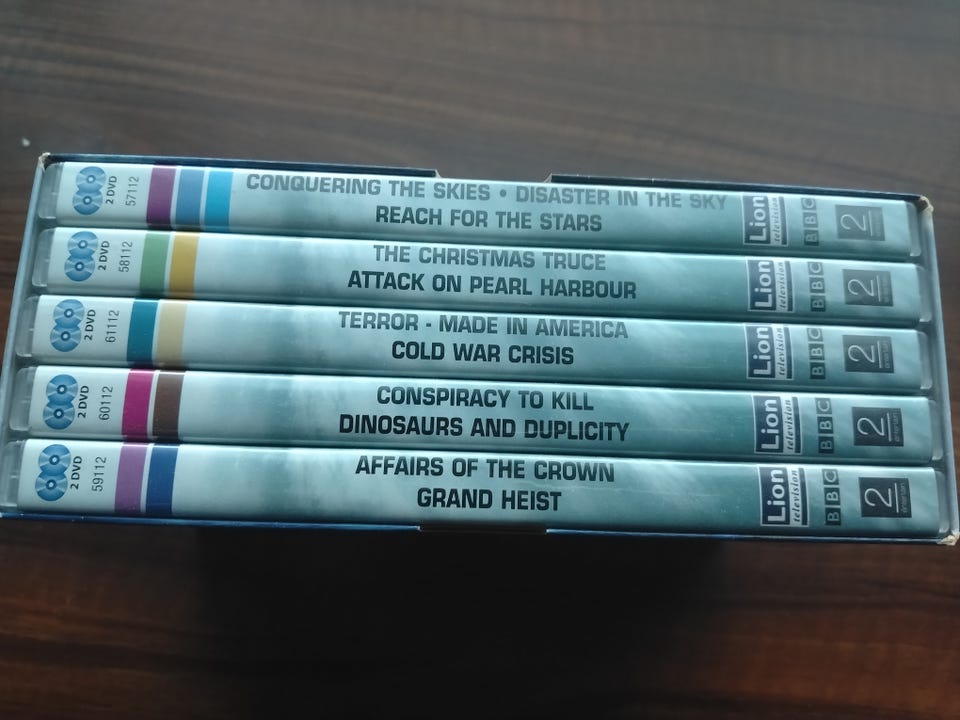 2 DVD
57112
CONQUERING THE SKIES • DISASTER IN THE SKY
REACH FOR THE STARS
Lion
television
BBC
2
2 DVD
58112
THE CHRISTMAS TRUCE
ATTACK ON PEARL HARBOUR
Lion
television
BBC
2
2 DVD
61112
TERROR - MADE IN AMERICA
COLD WAR CRISIS
Lion
television
BBC
2
2 DVD
60112
CONSPIRACY TO KILL
DINOSAURS AND DUPLICITY
Lion
television
BBC
2
2 DVD
59112
AFFAIRS OF THE CROWN
GRAND HEIST
Lion
television
BBC
2